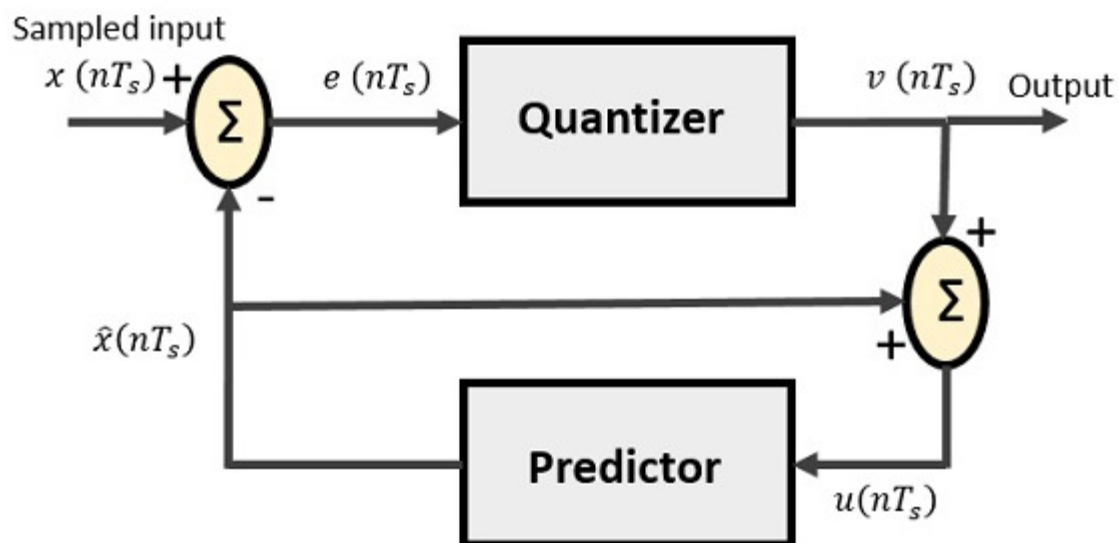 Sampled input
x (nTₛ) +
e (nTₛ)
v (nTₛ)
Output
Σ
Quantizer
-
+
Σ
x̂(nTₛ)
+
Predictor
u(nTₛ)